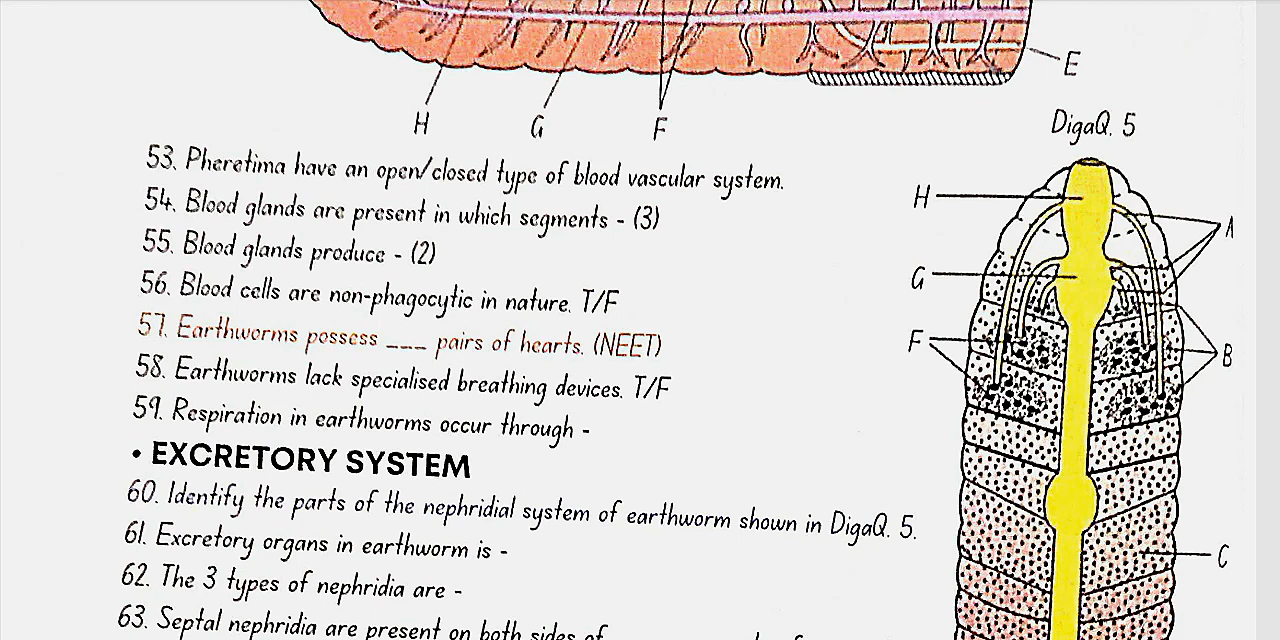 E
H
G
F
DigaQ. 5
53. Pheretima have an open/closed type of blood vascular system.
54. Blood glands are present in which segments - (3)
55. Blood glands produce - (2)
56. Blood cells are non-phagocytic in nature. T/F
57. Earthworms possess ___ pairs of hearts. (NEET)
58. Earthworms lack specialised breathing devices. T/F
59. Respiration in earthworms occur through -
• EXCRETORY SYSTEM
60. Identify the parts of the nephridial system of earthworm shown in DigaQ. 5.
61. Excretory organs in earthworm is -
62. The 3 types of nephridia are -
63. Septal nephridia are present on both sides of
H
A
G
F
B
C